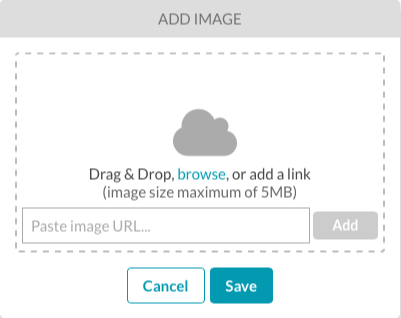 ADD IMAGE
Drag & Drop, browse, or add a link
(image size maximum of 5MB)
Paste image URL... Add
Cancel Save